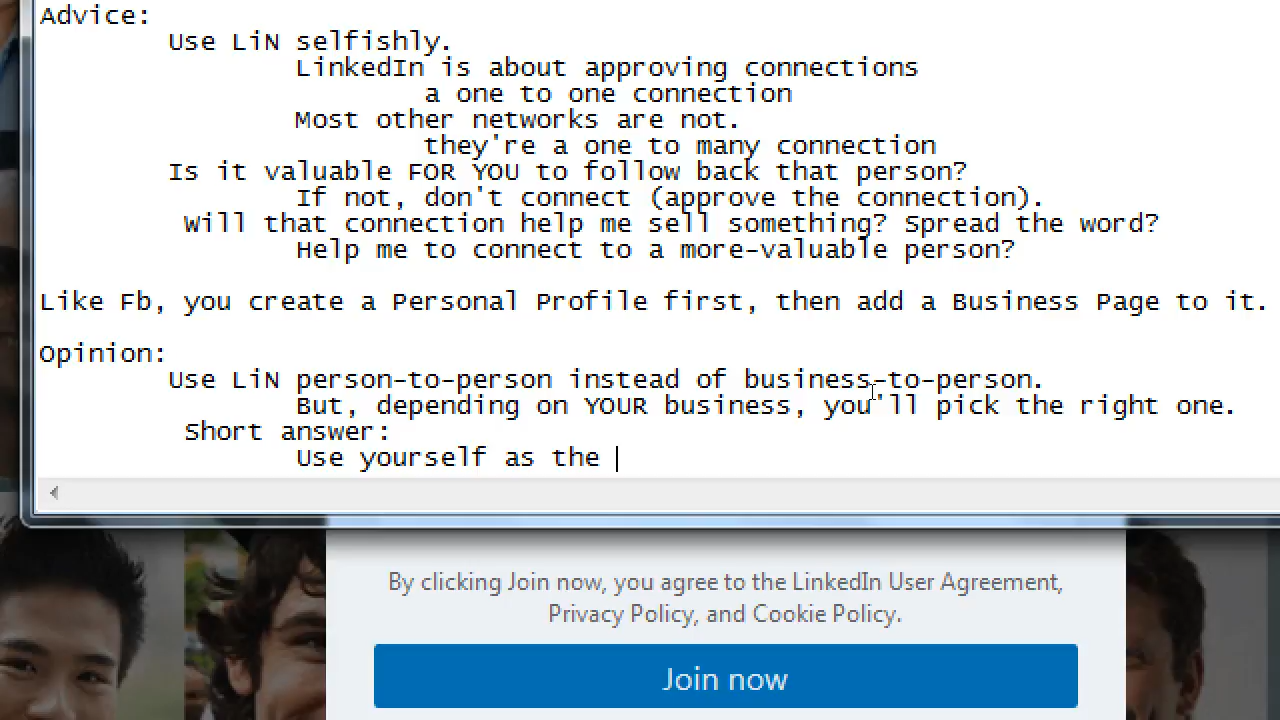 Advice:
Use LiN selfishly.
LinkedIn is about approving connections
a one to one connection
Most other networks are not.
they're a one to many connection
Is it valuable FOR YOU to follow back that person?
If not, don't connect (approve the connection).
Will that connection help me sell something? Spread the word?
Help me to connect to a more-valuable person?
Like Fb, you create a Personal Profile first, then add a Business Page to it.
Opinion:
Use LiN person-to-person instead of business-to-person.
But, depending on YOUR business, you'll pick the right one.
Short answer:
Use yourself as the
By clicking Join now, you agree to the LinkedIn User Agreement,
Privacy Policy, and Cookie Policy.
Join now